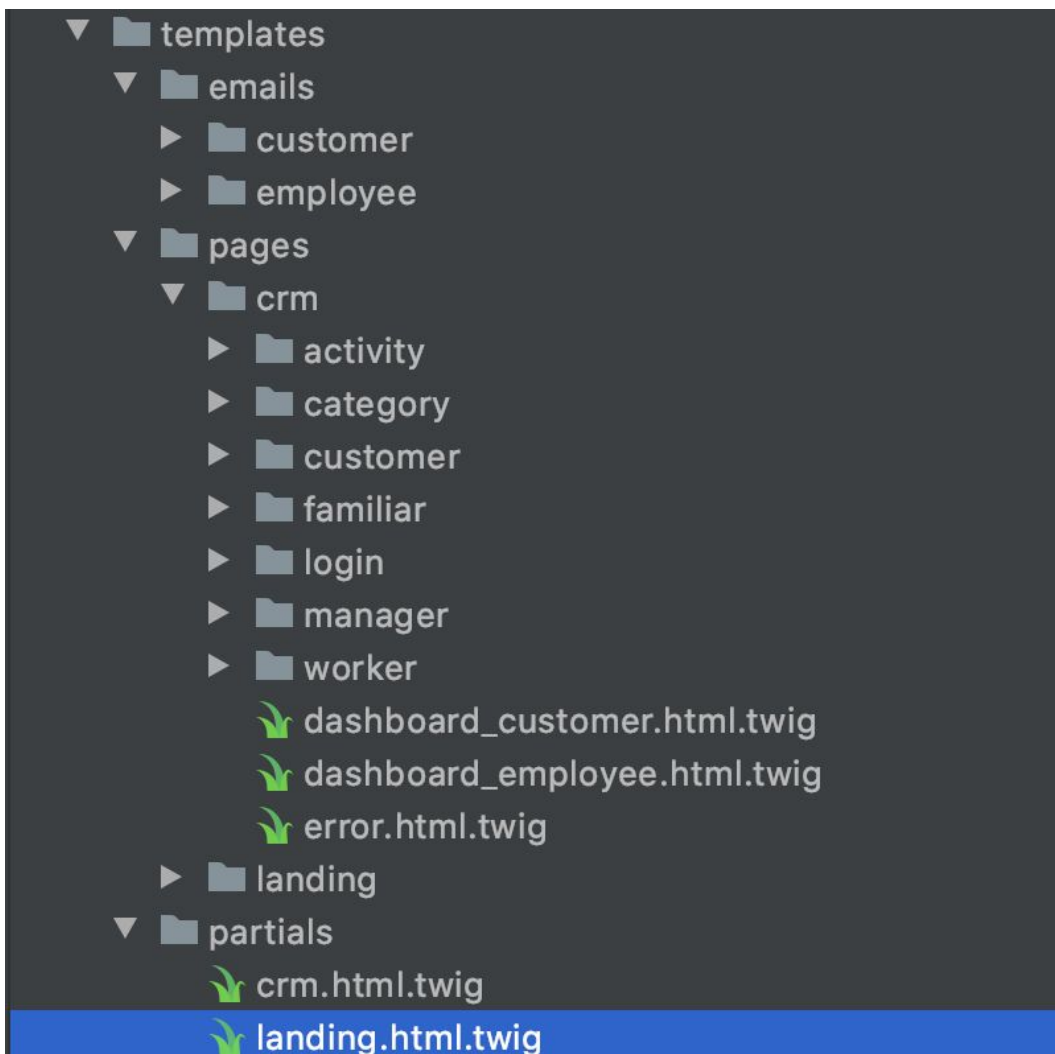 templates
emails
customer
employee
pages
crm
activity
category
customer
familiar
login
manager
worker
dashboard_customer.html.twig
dashboard_employee.html.twig
error.html.twig
landing
partials
crm.html.twig
landing.html.twig